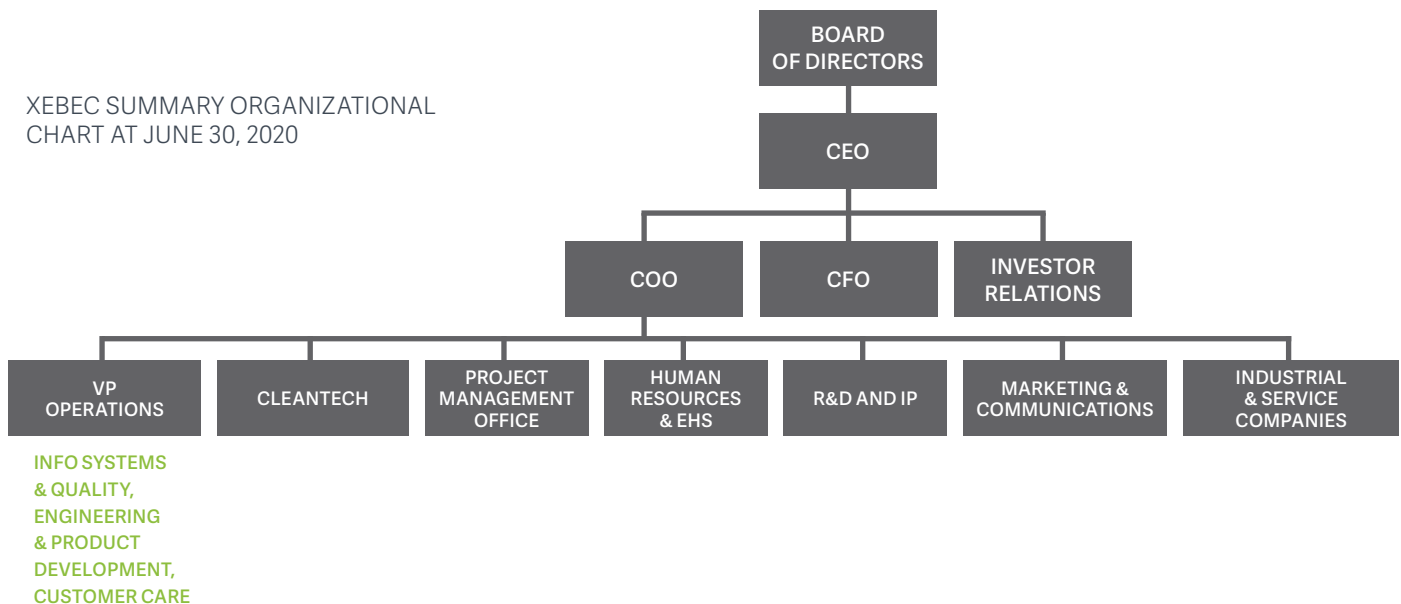 BOARD
OF DIRECTORS
XEBEC SUMMARY ORGANIZATIONAL
CHART AT JUNE 30, 2020
CEO
COO
CFO
INVESTOR
RELATIONS
VP
OPERATIONS
CLEANTECH
PROJECT
MANAGEMENT
OFFICE
HUMAN
RESOURCES
& EHS
R&D AND IP
MARKETING &
COMMUNICATIONS
INDUSTRIAL
& SERVICE
COMPANIES
INFO SYSTEMS
& QUALITY,
ENGINEERING
& PRODUCT
DEVELOPMENT,
CUSTOMER CARE